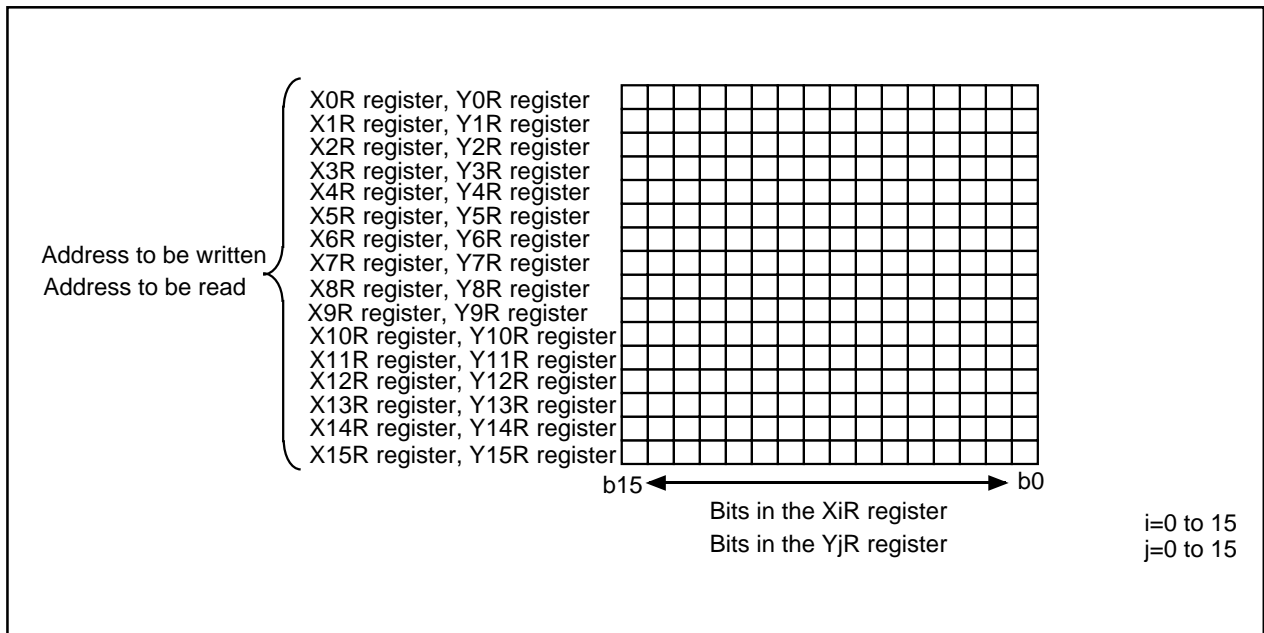 X0R register, Y0R register
X1R register, Y1R register
X2R register, Y2R register
X3R register, Y3R register
X4R register, Y4R register
X5R register, Y5R register
X6R register, Y6R register
X7R register, Y7R register
X8R register, Y8R register
X9R register, Y9R register
X10R register, Y10R register
X11R register, Y11R register
X12R register, Y12R register
X13R register, Y13R register
X14R register, Y14R register
X15R register, Y15R register
Address to be written
Address to be read
b15
b0
Bits in the XiR register
Bits in the YjR register
i=0 to 15
j=0 to 15